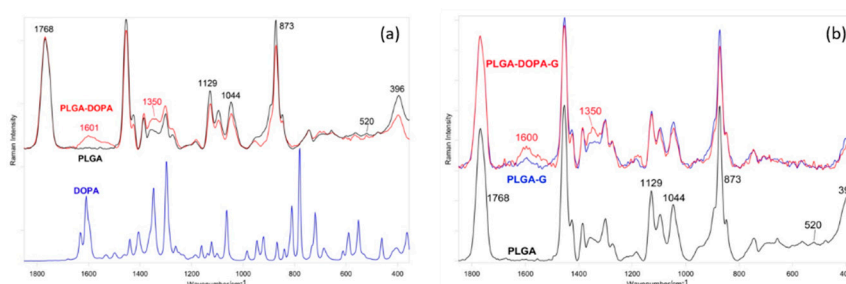 (a)
1768
873
PLGA-DOPA
1350
1129
1044
396
1601
520
PLGA
DOPA
Raman Intensity
1800 1600 1400 1200 1000 800 600 400
(b)
PLGA-DOPA-G
1350
1600
PLGA-G
1768
1129
1044
873
520
PLGA
Raman Intensity
1800 1600 1400 1200 1000 800 600 400